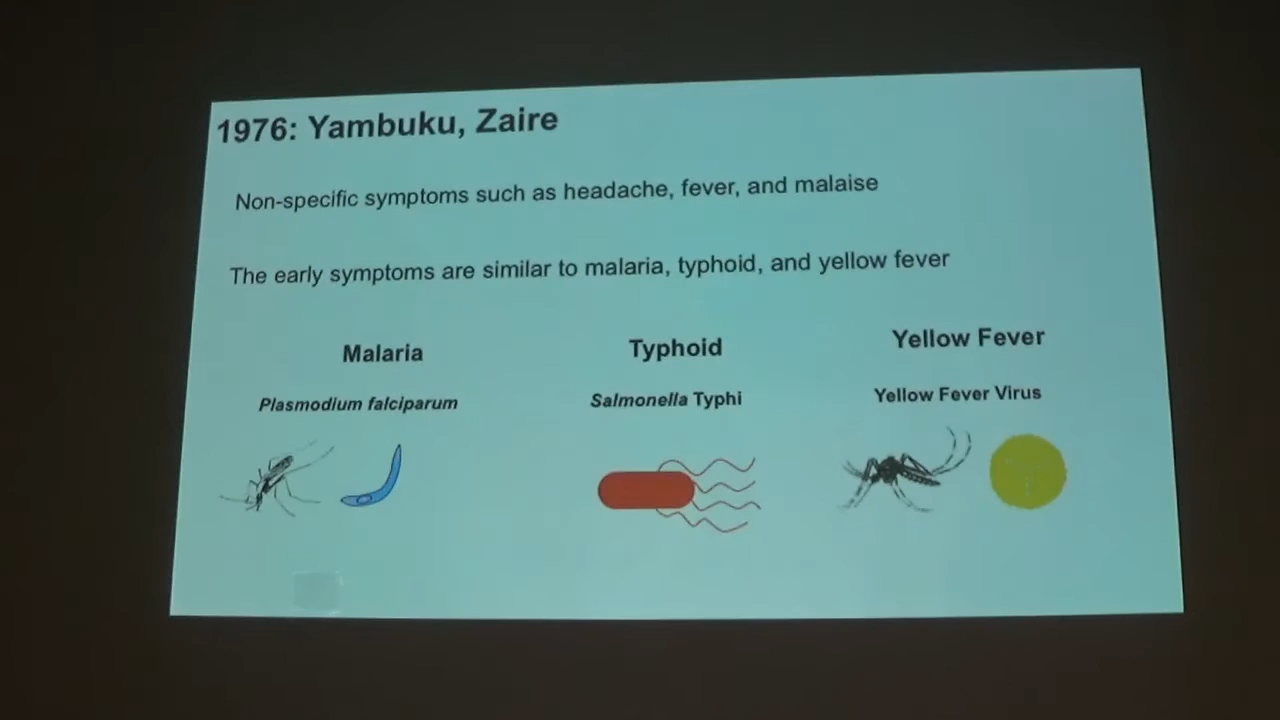 1976: Yambuku, Zaire
Non-specific symptoms such as headache, fever, and malaise
The early symptoms are similar to malaria, typhoid, and yellow fever
Malaria
Typhoid
Yellow Fever
Plasmodium falciparum
Salmonella Typhi
Yellow Fever Virus